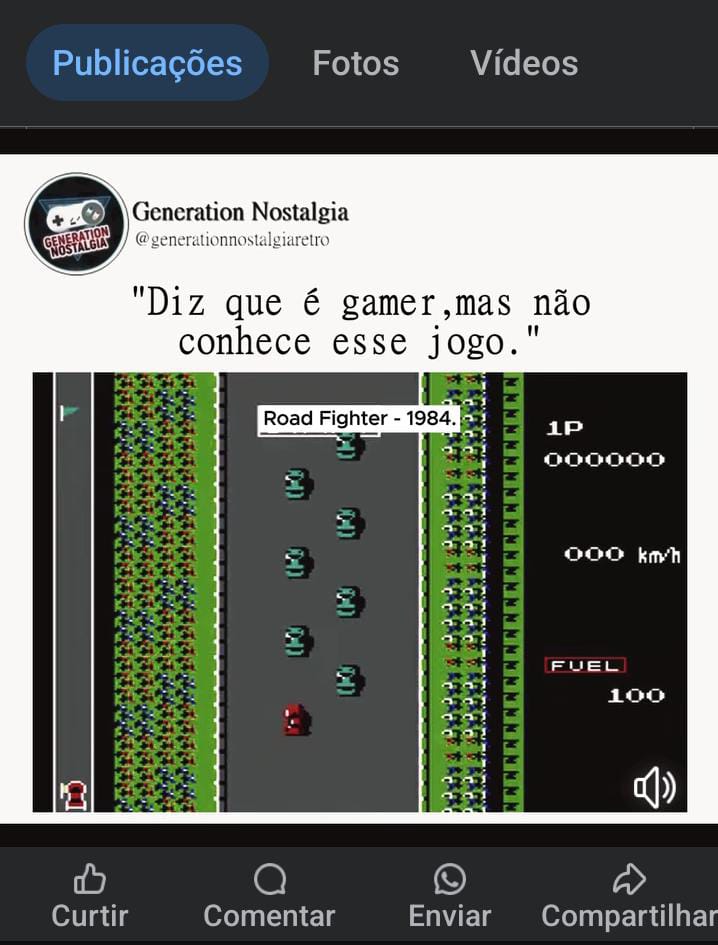 Publicações Fotos Vídeos
GENERATION
NOSTALGIA
Generation Nostalgia
@generationnostalgiaretro
"Diz que é gamer,mas não
conhece esse jogo."
Road Fighter - 1984.
1P
000000
000 km/h
FUEL
100
Curtir Comentar Enviar Compartilhar